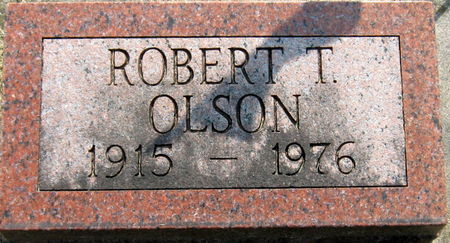 ROBERT T.
OLSON
1915 — 1976